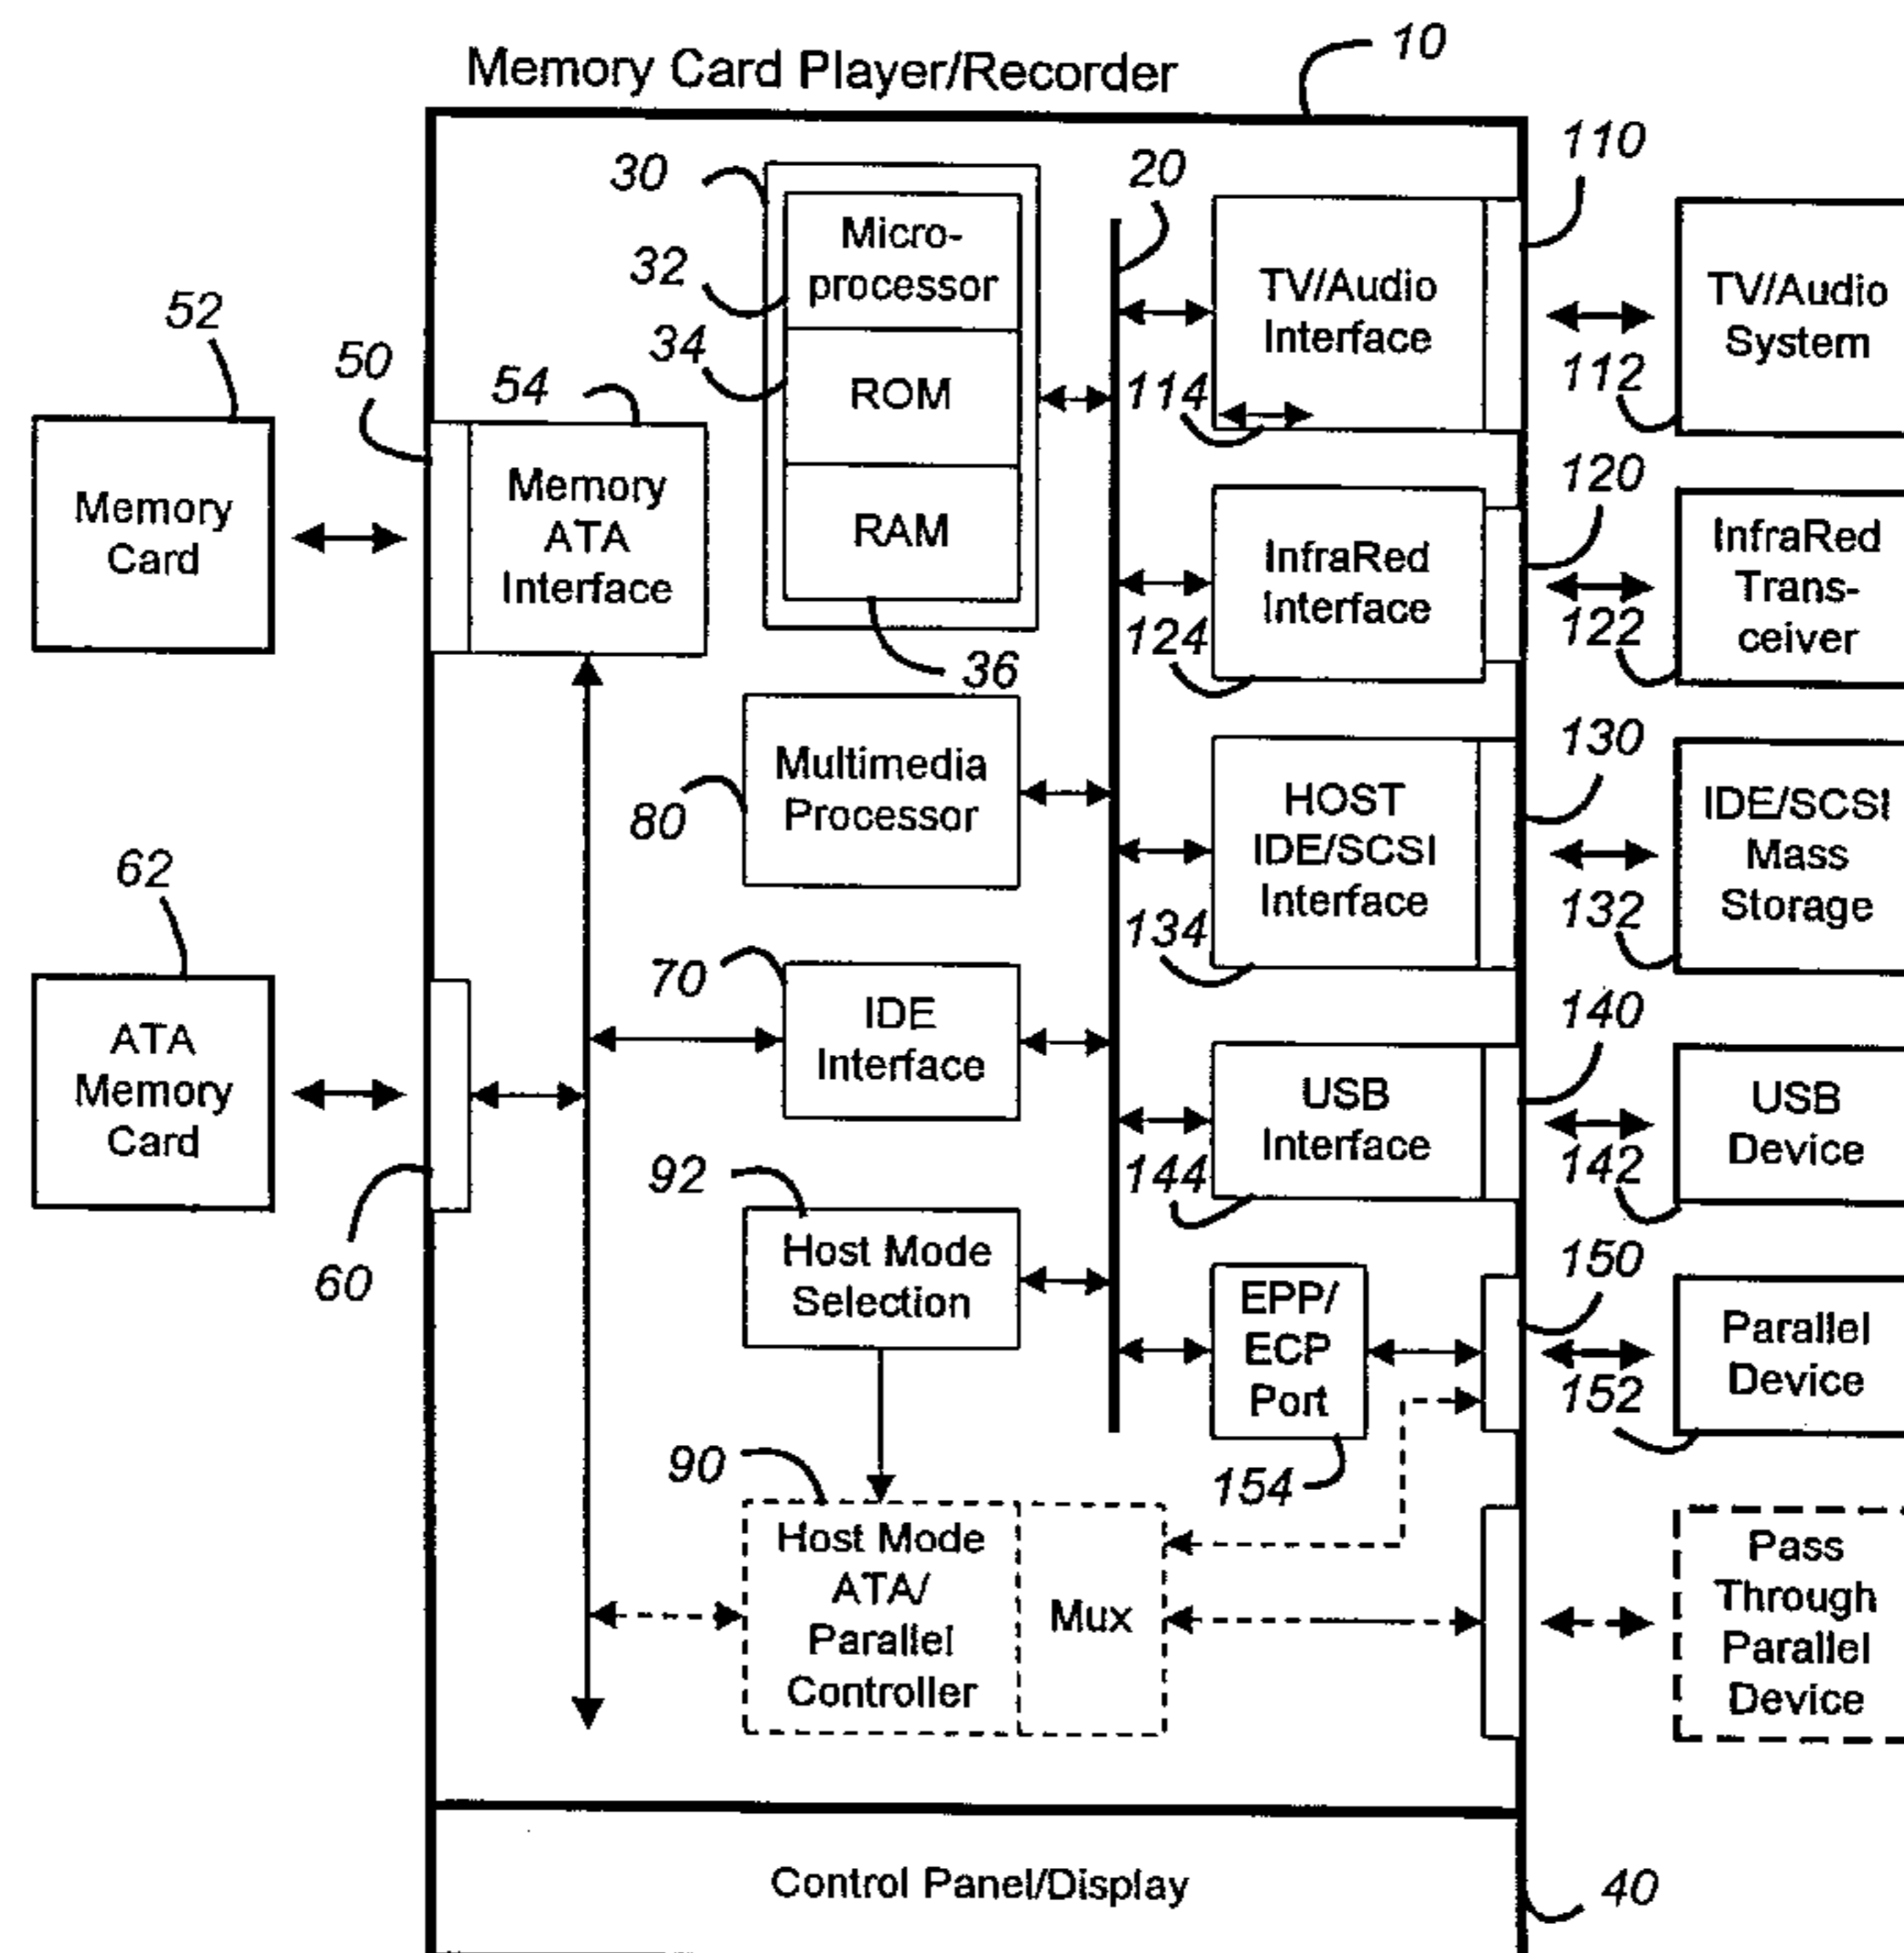 Memory Card Player/Recorder
10
110
30
20
32
Micro-
processor
34
ROM
RAM
36
TV/Audio
Interface
114
TV/Audio
System
112
52
50
54
Memory
Card
Memory
ATA
Interface
120
InfraRed
Interface
124
InfraRed
Trans-
ceiver
122
80
Multimedia
Processor
130
HOST
IDE/SCSI
Interface
134
IDE/SCSI
Mass
Storage
132
62
ATA
Memory
Card
60
70
IDE
Interface
140
USB
Interface
144
USB
Device
142
92
Host Mode
Selection
150
EPP/
ECP
Port
154
Parallel
Device
152
90
Host Mode
ATA/
Parallel
Controller
Mux
Pass
Through
Parallel
Device
Control Panel/Display
40